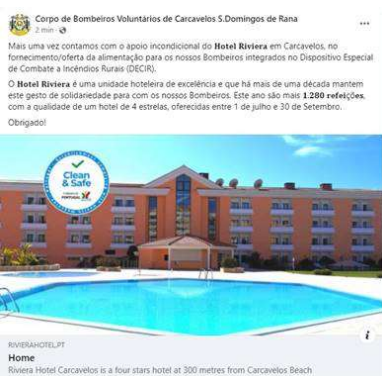 Corpo de Bombeiros Voluntários de Carcavelos S.Domingos de Rana
2 min ·
Mais uma vez contamos com o apoio incondicional do Hotel Riviera em Carcavelos, no
fornecimento/oferta da alimentação para os nossos Bombeiros integrados no Dispositivo Especial
de Combate a Incêndios Rurais (DECIR).
O Hotel Riviera é uma unidade hoteleira de excelência e que há mais de uma década mantem
este gesto de solidariedade para com os nossos Bombeiros. Este ano são mais 1.280 refeições,
com a qualidade de um hotel de 4 estrelas, oferecidas entre 1 de julho e 30 de Setembro.
Obrigado!
Clean
& Safe
PORTUGAL
RIVIERAHOTEL.PT
Home
Riviera Hotel Carcavelos is a four stars hotel at 300 metres from Carcavelos Beach